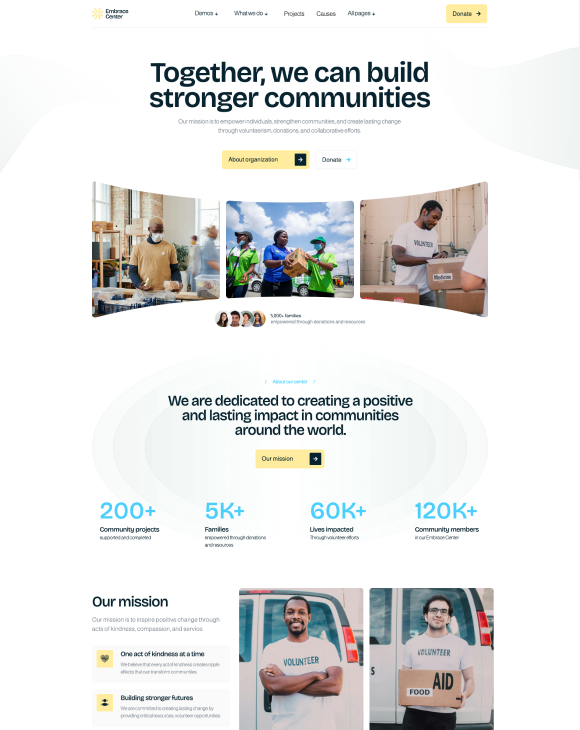 Embrace
Center
Demos +
What we do +
Projects
Causes
All pages +
Donate →
Together, we can build
stronger communities
Our mission is to empower individuals, strengthen communities, and create lasting change
through volunteerism, donations, and collaborative efforts.
About organization →
Donate →
VOLUNTEER
Medicine
5,000+ families
empowered through donations and resources
/ About our center /
We are dedicated to creating a positive
and lasting impact in communities
around the world.
Our mission →
200+
Community projects
supported and completed
5K+
Families
empowered through donations
and resources
60K+
Lives impacted
Through volunteer efforts
120K+
Community members
in our Embrace Center
Our mission
Our mission is to inspire positive change through
acts of kindness, compassion, and service.
One act of kindness at a time
We believe that every act of kindness creates ripple
effects that can transform communities.
Building stronger futures
We are committed to creating lasting change by
providing critical resources, volunteer opportunities.
VOLUNTEER
VOLUNTEER
FOOD
AID